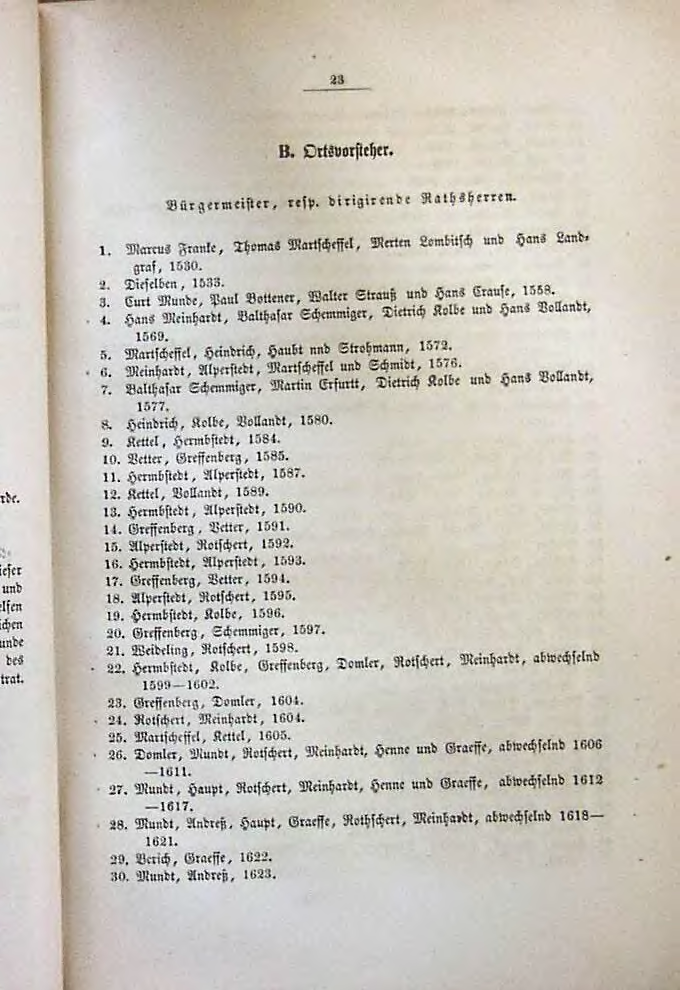 23
B. Ortsvorsteher.
Bürgermeister, resp. dirigirende Rathsherren.
1. Marcus Franke, Thomas Martscheffel, Merten Lombitsch und Hans Land-
graf, 1530.
2. Dieselben, 1533.
3. Curt Munde, Paul Bottener, Walter Strauß und Hans Crause, 1558.
4. Hans Meinhardt, Balthasar Schemmiger, Dietrich Kolbe und Hans Vollandt,
1569.
5. Martscheffel, Heindrich, Haubt nnd Strohmann, 1572.
6. Meinhardt, Alperstedt, Martscheffel und Schmidt, 1576.
7. Balthasar Schemmiger, Martin Erfurtt, Dietrich Kolbe und Hans Vollandt,
1577.
8. Heindrich, Kolbe, Vollandt, 1580.
9. Kettel, Hermbstedt, 1584.
10. Vetter, Greffenberg, 1585.
11. Hermbstedt, Alperstedt, 1587.
12. Kettel, Vollandt, 1589.
rde.
13. Hermbstedt, Alperstedt, 1590.
14. Greffenberg, Vetter, 1591.
15. Alperstedt, Rotschert, 1592.
16. Hermbstedt, Alperstedt, 1593.
ieser
17. Greffenberg, Vetter, 1594.
und
18. Alperstedt, Rotschert, 1595.
elfen
19. Hermbstedt, Kolbe, 1596.
ichen
20. Greffenberg, Schemmiger, 1597.
unde
21. Weideling, Rotschert, 1598.
des
22. Hermbstedt, Kolbe, Greffenberg, Domler, Rotschert, Meinhardt, abwechselnd
trat.
1599—1602.
23. Greffenberg, Domler, 1604.
24. Rotschert, Meinhardt, 1604.
25. Martscheffel, Kettel, 1605.
26. Domler, Mundt, Rotschert, Meinhardt, Henne und Graeffe, abwechselnd 1606
—1611.
27. Mundt, Haupt, Rotschert, Meinhardt, Henne und Graeffe, abwechselnd 1612
—1617.
28. Mundt, Andreß, Haupt, Graeffe, Rothschert, Meinhardt, abwechselnd 1618—
1621.
29. Berich, Graeffe, 1622.
30. Mundt, Andreß, 1623.